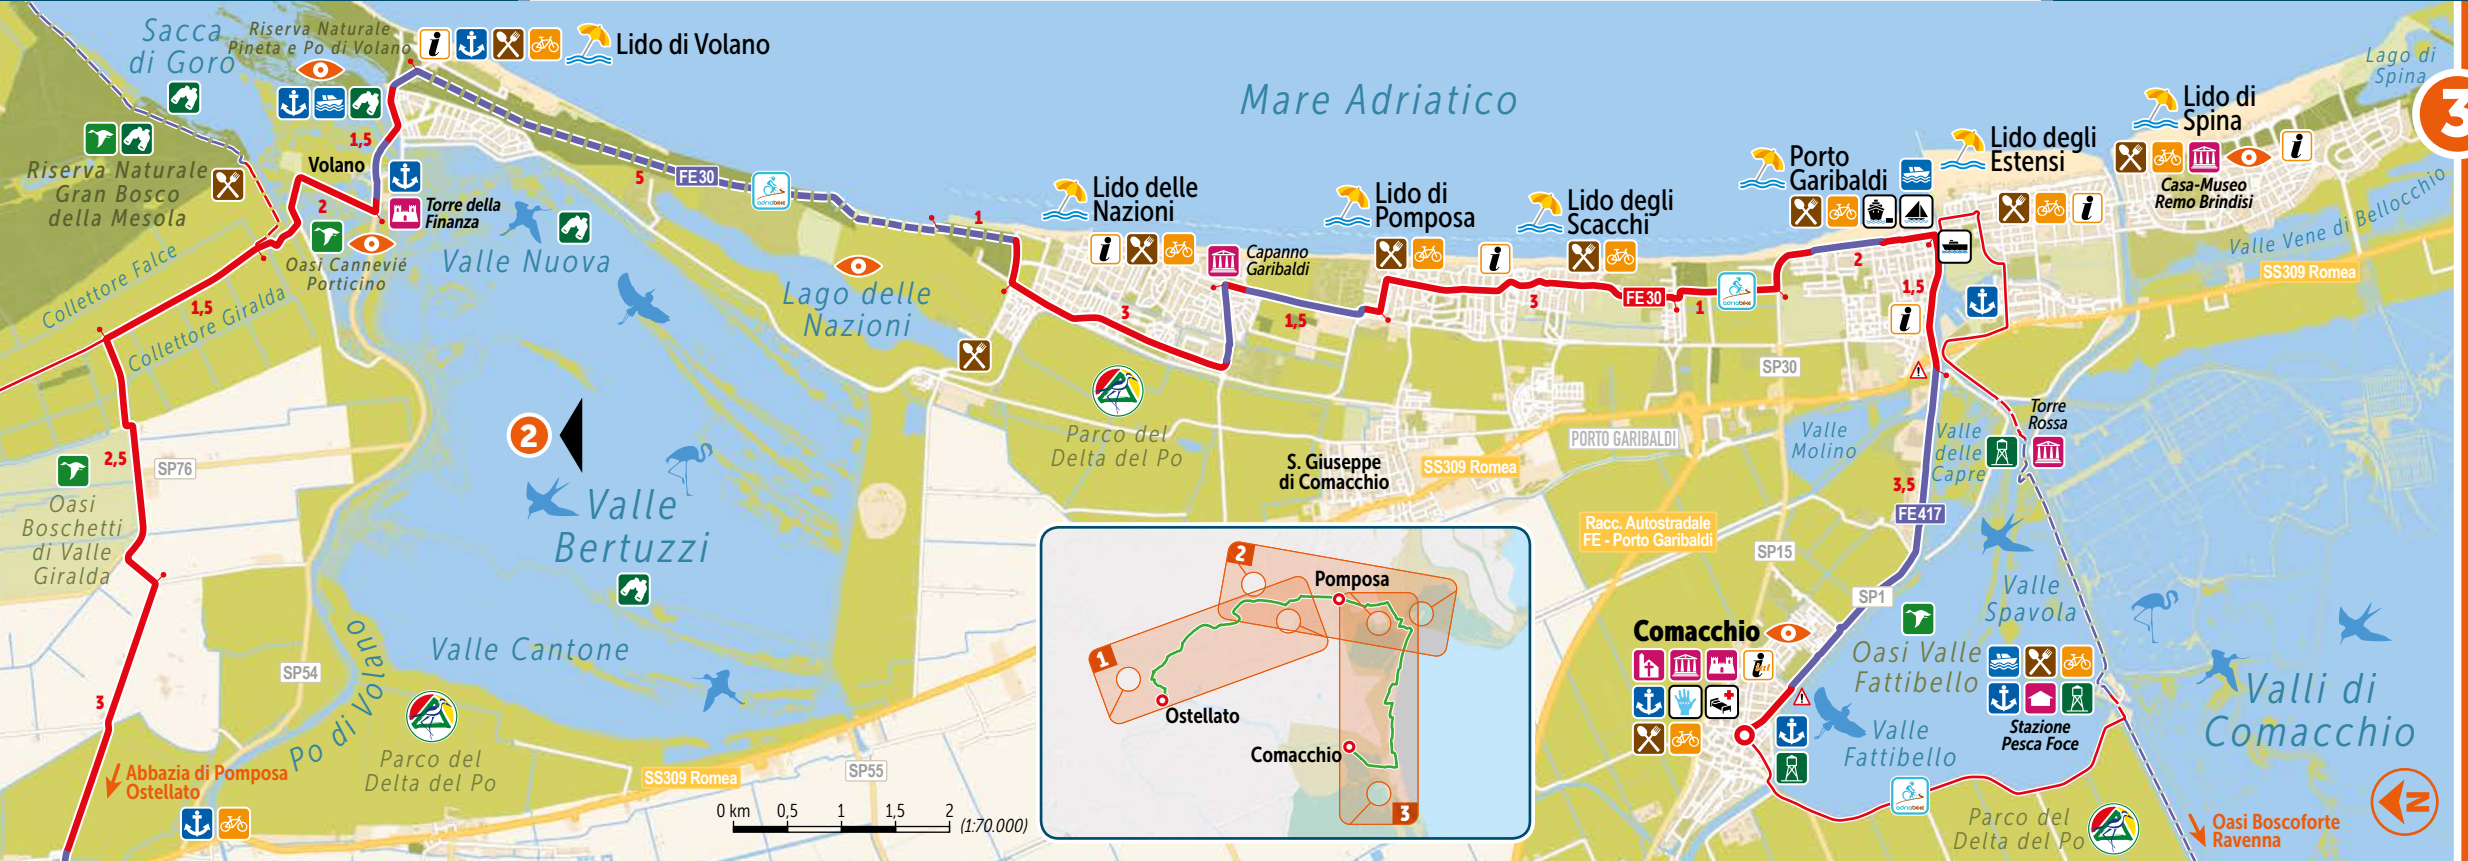 Sacca
di Goro
Riserva Naturale
Pineta e Po di Volano
i
Lido di Volano
Mare Adriatico
Lago di
Spina
3
Lido di
Spina
i
Casa-Museo
Remo Brindisi
Lido degli
Estensi
i
Porto
Garibaldi
Valle Vene di Bellocchio
SS309 Romea
Riserva Naturale
Gran Bosco
della Mesola
Volano
1,5
2
Torre della
Finanza
Oasi Cannevié
Porticino
Valle Nuova
5
FE30
adriabike
1
Lido delle
Nazioni
i
Capanno
Garibaldi
Lido di
Pomposa
i
Lido degli
Scacchi
Collettore Falce
1,5
Collettore Giralda
Lago delle
Nazioni
3
1,5
3
FE30
1
adriabike
2
1,5
i
SP30
2
Parco del
Delta del Po
PORTO GARIBALDI
Valle
Molino
Valle
delle
Capre
Torre
Rossa
2,5
SP76
Oasi
Boschetti
di Valle
Giralda
Valle
Bertuzzi
S. Giuseppe
di Comacchio
SS309 Romea
3,5
FE417
Racc. Autostradale
FE - Porto Garibaldi
SP15
SP1
Valle
Spavola
2
Pomposa
1
Ostellato
Comacchio
3
Comacchio
Oasi Valle
Fattibello
Stazione
Pesca Foce
Valli di
Comacchio
Valle Cantone
SP54
Po di Volano
3
Parco del
Delta del Po
Valle
Fattibello
Abbazia di Pomposa
Ostellato
SS309 Romea
SP55
0 km 0,5 1 1,5 2 (1:70.000)
adriabike
Parco del
Delta del Po
Oasi Boscoforte
Ravenna
N